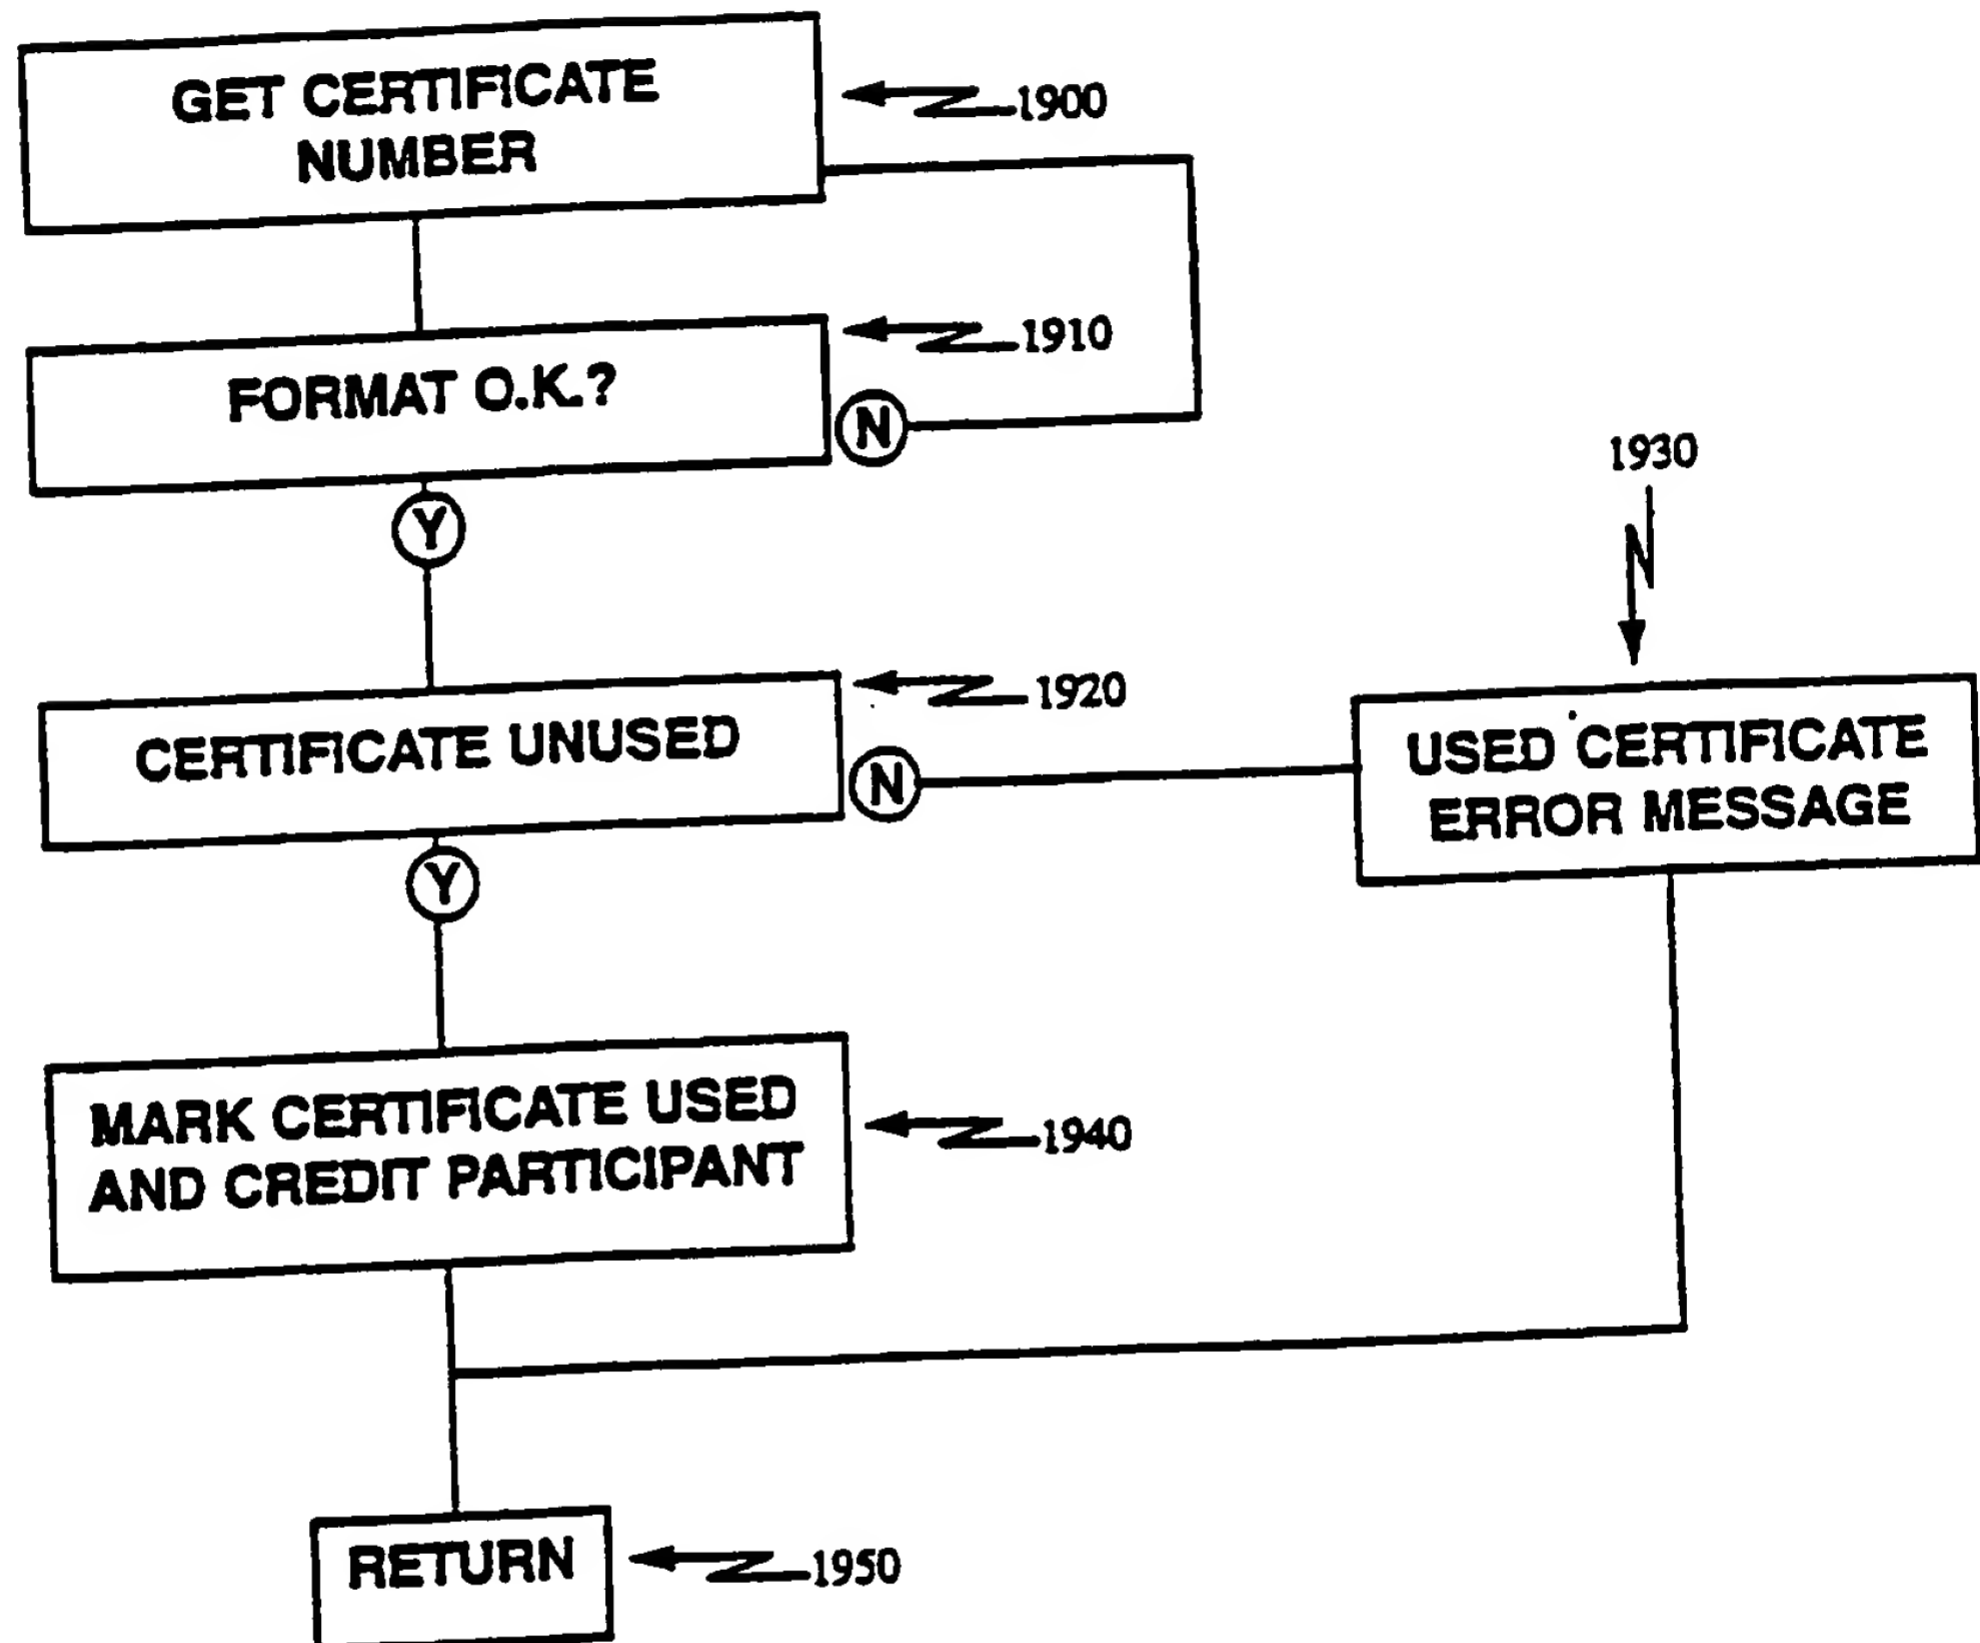 GET CERTIFICATE
NUMBER
1900
FORMAT O.K.?
1910
N
Y
1930
CERTIFICATE UNUSED
1920
N
USED CERTIFICATE
ERROR MESSAGE
Y
MARK CERTIFICATE USED
AND CREDIT PARTICIPANT
1940
RETURN
1950